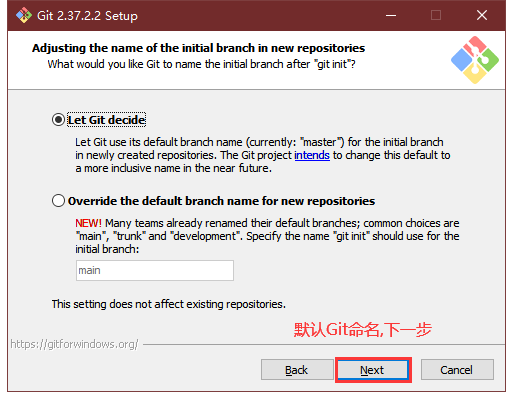 Git 2.37.2.2 Setup
Adjusting the name of the initial branch in new repositories
What would you like Git to name the initial branch after "git init"?
Let Git decide
Let Git use its default branch name (currently: "master") for the initial branch
in newly created repositories. The Git project intends to change this default to
a more inclusive name in the near future.
Override the default branch name for new repositories
NEW! Many teams already renamed their default branches; common choices are
"main", "trunk" and "development". Specify the name "git init" should use for the
initial branch:
main
This setting does not affect existing repositories.
默认Git命名,下一步
https://gitforwindows.org/
Back Next Cancel